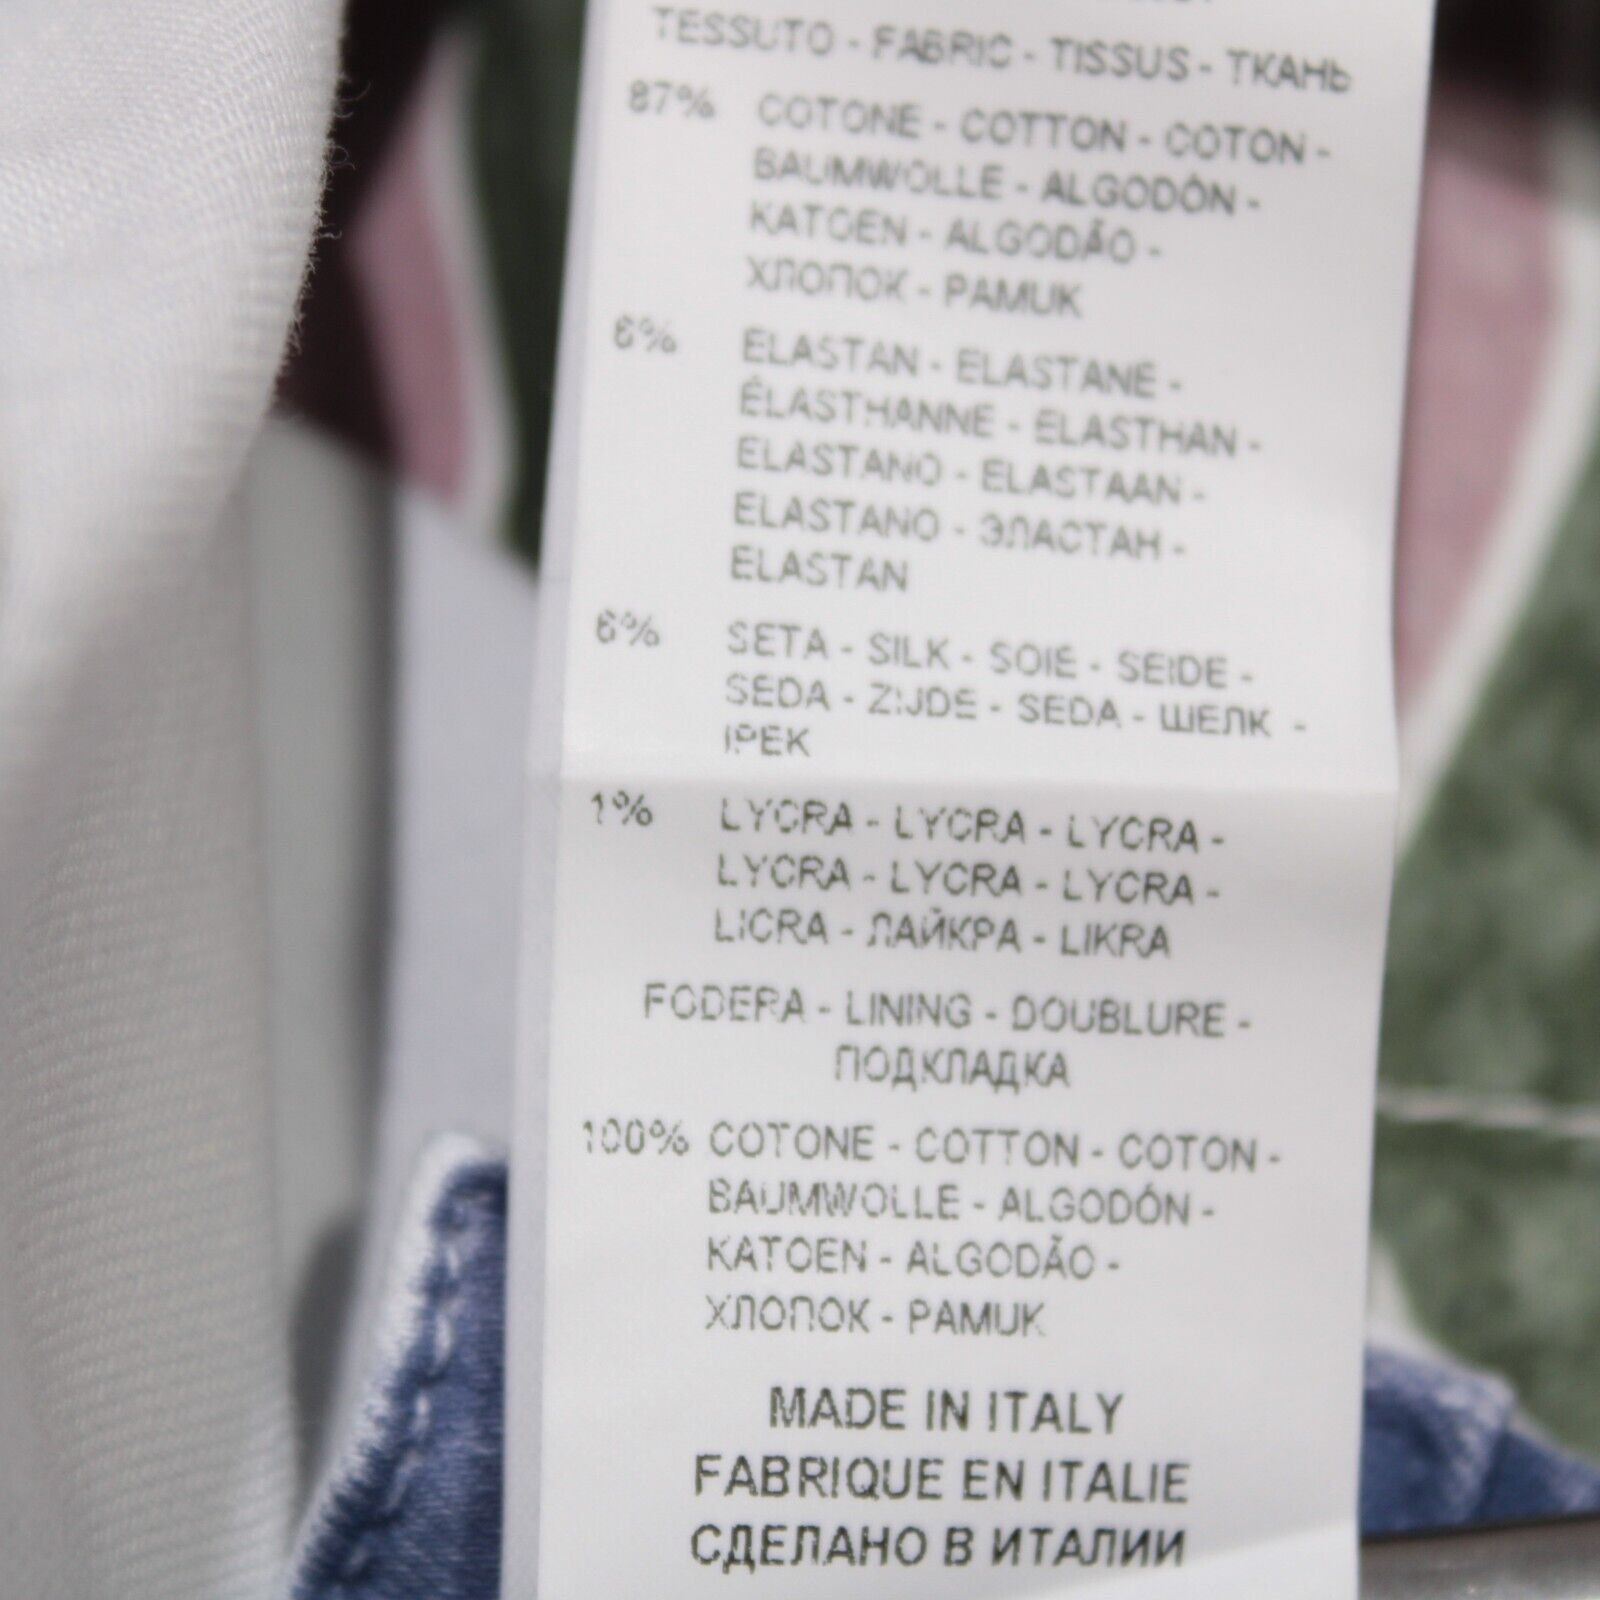 TESSUTO - FABRIC - TISSUS - ТКАНЬ
87% COTONE - COTTON - COTON -
BAUMWOLLE - ALGODÓN -
KATOEN - ALGODÃO -
ХЛОПОК - PAMUK
6% ELASTAN - ELASTANE -
ÉLASTHANNE - ELASTHAN -
ELASTANO - ELASTAAN -
ELASTANO - ЭЛАСТАН -
ELASTAN
6% SETA - SILK - SOIE - SEIDE -
SEDA - ZIJDE - SEDA - ШЕЛК -
IPEK
1% LYCRA - LYCRA - LYCRA -
LYCRA - LYCRA - LYCRA -
LICRA - ЛАЙКРА - LIKRA
FODERA - LINING - DOUBLURE -
ПОДКЛАДКА
100% COTONE - COTTON - COTON -
BAUMWOLLE - ALGODÓN -
KATOEN - ALGODÃO -
ХЛОПОК - PAMUK
MADE IN ITALY
FABRIQUE EN ITALIE
СДЕЛАНО В ИТАЛИИ